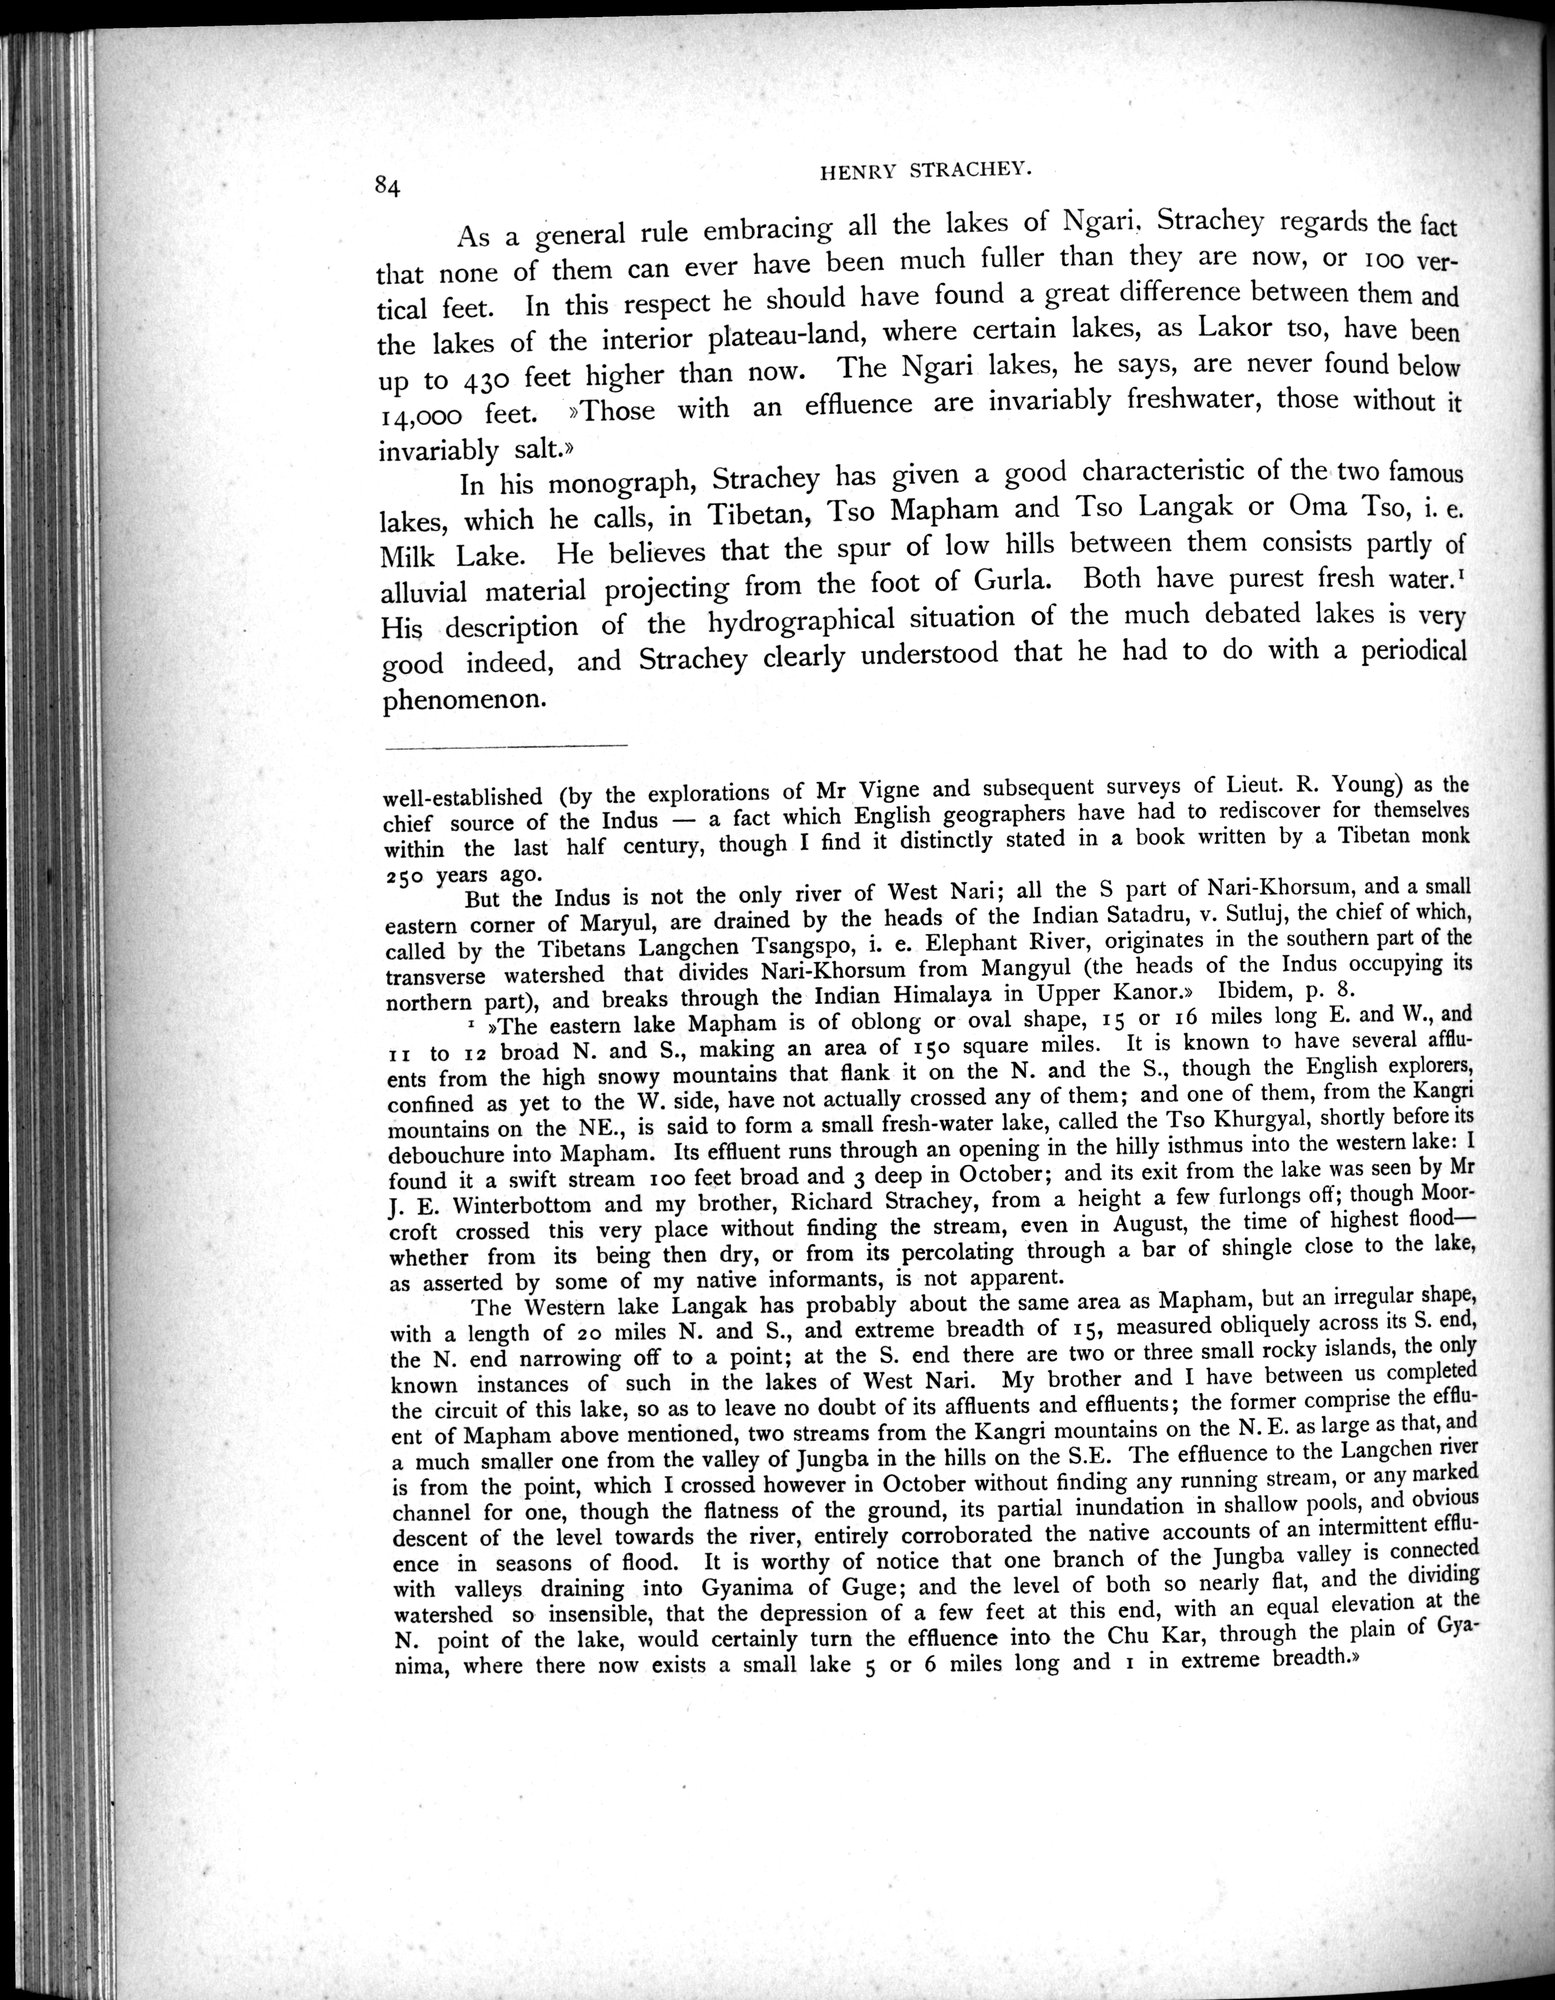 84
HENRY STRACHEY.
As a general rule embracing all the lakes of Ngari, Strachey regards the fact
that none of them can ever have been much fuller than they are now, or 100 ver-
tical feet. In this respect he should have found a great difference between them and
the lakes of the interior plateau-land, where certain lakes, as Lakor tso, have been
up to 430 feet higher than now. The Ngari lakes, he says, are never found below
14,000 feet. »Those with an effluence are invariably freshwater, those without it
invariably salt.»
In his monograph, Strachey has given a good characteristic of the two famous
lakes, which he calls, in Tibetan, Tso Mapham and Tso Langak or Oma Tso, i. e.
Milk Lake. He believes that the spur of low hills between them consists partly of
alluvial material projecting from the foot of Gurla. Both have purest fresh water.¹
His description of the hydrographical situation of the much debated lakes is very
good indeed, and Strachey clearly understood that he had to do with a periodical
phenomenon.
well-established (by the explorations of Mr Vigne and subsequent surveys of Lieut. R. Young) as the
chief source of the Indus — a fact which English geographers have had to rediscover for themselves
within the last half century, though I find it distinctly stated in a book written by a Tibetan monk
250 years ago.
But the Indus is not the only river of West Nari; all the S part of Nari-Khorsum, and a small
eastern corner of Maryul, are drained by the heads of the Indian Satadru, v. Sutluj, the chief of which,
called by the Tibetans Langchen Tsangspo, i. e. Elephant River, originates in the southern part of the
transverse watershed that divides Nari-Khorsum from Mangyul (the heads of the Indus occupying its
northern part), and breaks through the Indian Himalaya in Upper Kanor.» Ibidem, p. 8.
¹ »The eastern lake Mapham is of oblong or oval shape, 15 or 16 miles long E. and W., and
11 to 12 broad N. and S., making an area of 150 square miles. It is known to have several afflu-
ents from the high snowy mountains that flank it on the N. and the S., though the English explorers,
confined as yet to the W. side, have not actually crossed any of them; and one of them, from the Kangri
mountains on the NE., is said to form a small fresh-water lake, called the Tso Khurgyal, shortly before its
debouchure into Mapham. Its effluent runs through an opening in the hilly isthmus into the western lake: I
found it a swift stream 100 feet broad and 3 deep in October; and its exit from the lake was seen by Mr
J. E. Winterbottom and my brother, Richard Strachey, from a height a few furlongs off; though Moor-
croft crossed this very place without finding the stream, even in August, the time of highest flood—
whether from its being then dry, or from its percolating through a bar of shingle close to the lake,
as asserted by some of my native informants, is not apparent.
The Western lake Langak has probably about the same area as Mapham, but an irregular shape,
with a length of 20 miles N. and S., and extreme breadth of 15, measured obliquely across its S. end,
the N. end narrowing off to a point; at the S. end there are two or three small rocky islands, the only
known instances of such in the lakes of West Nari. My brother and I have between us completed
the circuit of this lake, so as to leave no doubt of its affluents and effluents; the former comprise the efflu-
ent of Mapham above mentioned, two streams from the Kangri mountains on the N. E. as large as that, and
a much smaller one from the valley of Jungba in the hills on the S.E. The effluence to the Langchen river
is from the point, which I crossed however in October without finding any running stream, or any marked
channel for one, though the flatness of the ground, its partial inundation in shallow pools, and obvious
descent of the level towards the river, entirely corroborated the native accounts of an intermittent efflu-
ence in seasons of flood. It is worthy of notice that one branch of the Jungba valley is connected
with valleys draining into Gyanima of Guge; and the level of both so nearly flat, and the dividing
watershed so insensible, that the depression of a few feet at this end, with an equal elevation at the
N. point of the lake, would certainly turn the effluence into the Chu Kar, through the plain of Gya-
nima, where there now exists a small lake 5 or 6 miles long and 1 in extreme breadth.»